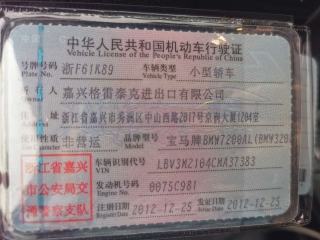 中华人民共和国机动车行驶证
Vehicle License of the People's Republic of China
号牌号码 Plate No. 浙F61K89 车辆类型 Vehicle Type 小型轿车
所有人 嘉兴格雷泰克进出口有限公司
住址 浙江省嘉兴市秀洲区中山西路2017号京衙大厦1204室
使用性质 非营运 品牌型号 Model 宝马牌BMW7200AL(BMW320
浙江省嘉兴市公安局交通警察支队
车辆识别代号 VIN LBV3M2104CMA37383
发动机号码 Engine No. 0075C981
注册日期 Register Date 2012-12-25 发证日期 Issue Date 2012-12-25